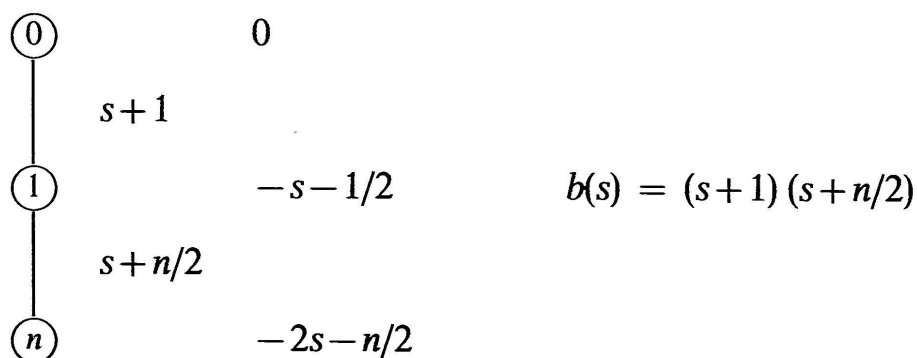 0 0
s+1
1 −s−1/2 b(s) = (s+1)(s+n/2)
s+n/2
n −2s−n/2